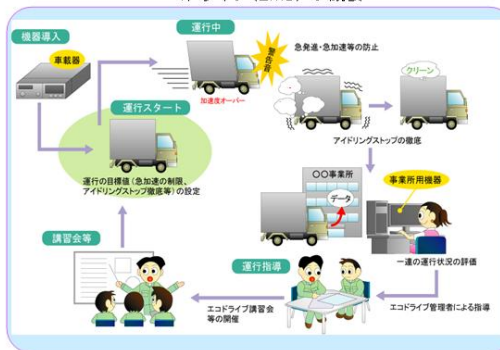 機器導入
車載器
運行中
警告音
加速度オーバー
急発進・急加速等の防止
クリーン
アイドリングストップの徹底
運行スタート
運行の目標値(急加速の制限、
アイドリングストップ徹底等)の設定
〇〇事業所
データ
事業所用機器
一連の運行状況の評価
講習会等
運行指導
エコドライブ講習会
等の開催
エコドライブ管理者による指導